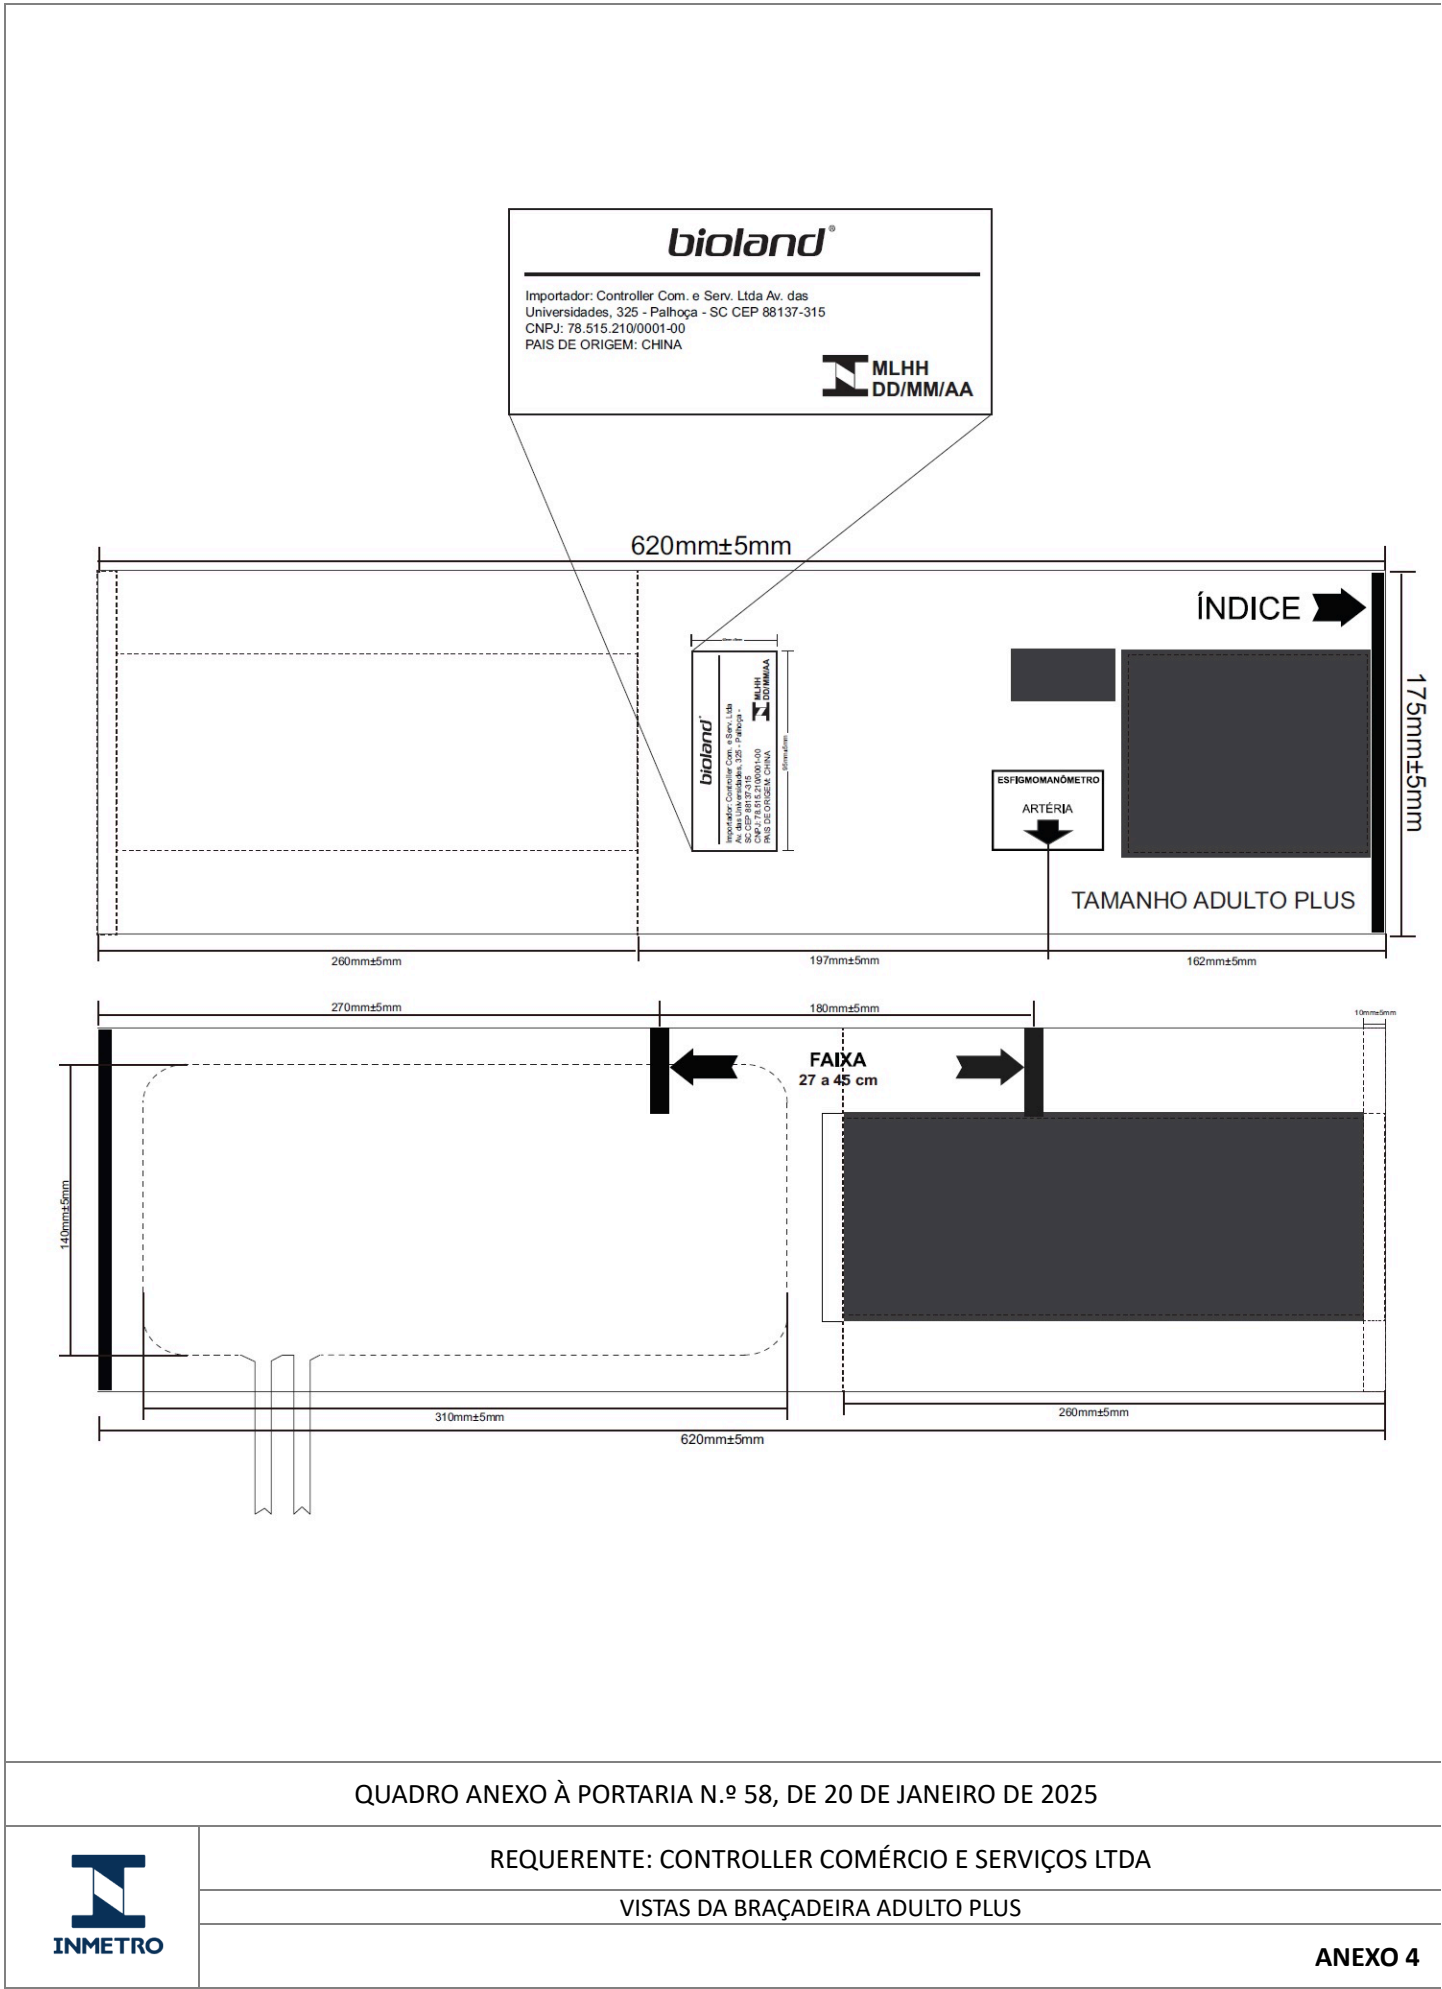 bioland®
Importador: Controller Com. e Serv. Ltda Av. das
Universidades, 325 - Palhoça - SC CEP 88137-315
CNPJ: 78.515.210/0001-00
PAIS DE ORIGEM: CHINA
MLHH
DD/MM/AA
620mm±5mm
ÍNDICE
175mm±5mm
bioland
Importador: Controller Com. e Serv. Ltda
Av. das Universidades, 325 - Palhoça -
SC CEP 88137-315
CNPJ: 78.515.210/0001-00
PAIS DE ORIGEM: CHINA
MLHH
DD/MM/AA
95mm±5mm
ESFIGMOMANÔMETRO
ARTÉRIA
TAMANHO ADULTO PLUS
260mm±5mm
197mm±5mm
162mm±5mm
270mm±5mm
180mm±5mm
10mm±5mm
FAIXA
27 a 45 cm
140mm±5mm
310mm±5mm
260mm±5mm
620mm±5mm
QUADRO ANEXO À PORTARIA N.º 58, DE 20 DE JANEIRO DE 2025
REQUERENTE: CONTROLLER COMÉRCIO E SERVIÇOS LTDA
VISTAS DA BRAÇADEIRA ADULTO PLUS
INMETRO
ANEXO 4